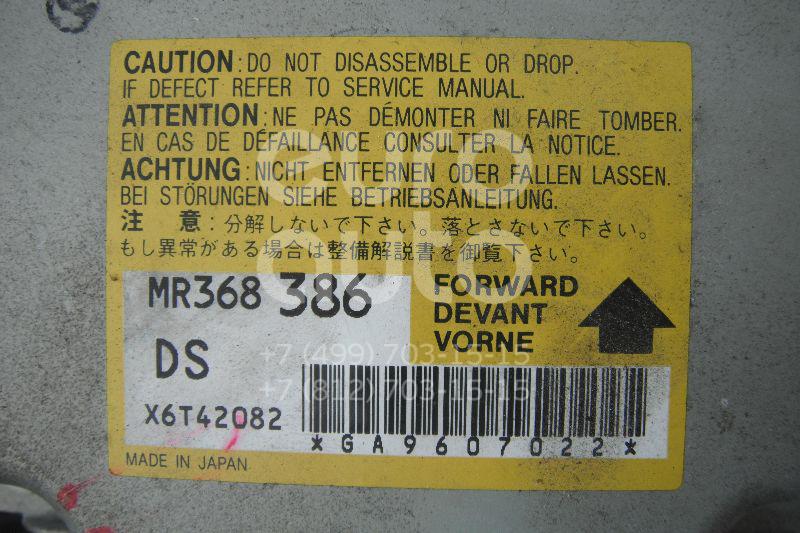 CAUTION : DO NOT DISASSEMBLE OR DROP.
IF DEFECT REFER TO SERVICE MANUAL.
ATTENTION : NE PAS DÉMONTER NI FAIRE TOMBER.
EN CAS DE DÉFAILLANCE CONSULTER LA NOTICE.
ACHTUNG : NICHT ENTFERNEN ODER FALLEN LASSEN.
BEI STÖRUNGEN SIEHE BETRIEBSANLEITUNG.
注 意 : 分解しないで下さい。落とさないで下さい。
もし異常がある場合は整備解説書を御覧下さい。
MR368 386
DS
X6T42082
FORWARD
DEVANT
VORNE
*GA9607022*
MADE IN JAPAN
euro
auto
+7 (499) 703-15-15
+7 (812) 703-15-15